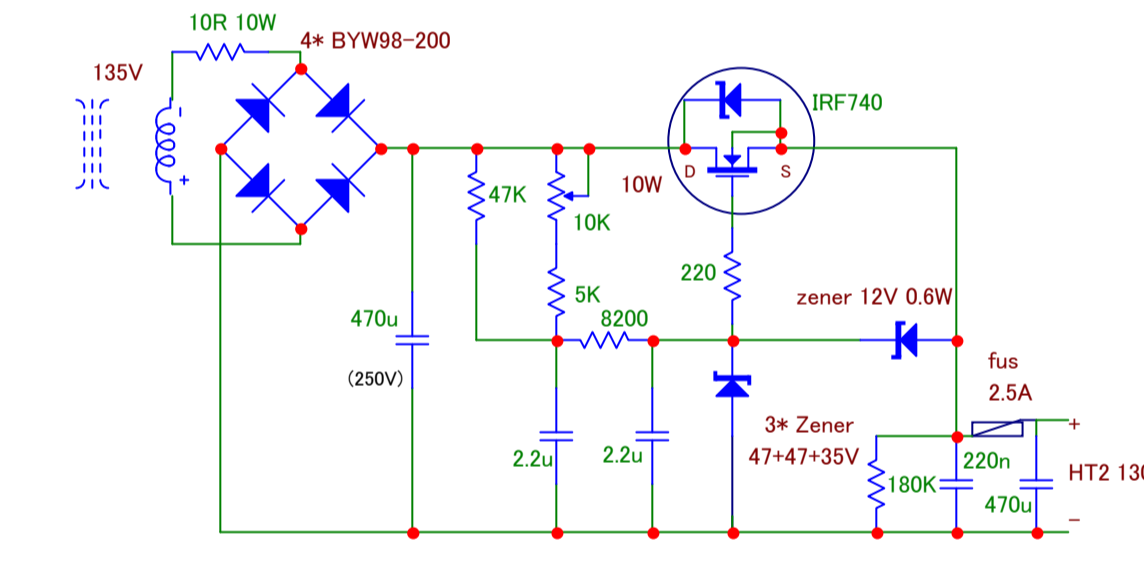 10R 10W
4* BYW98-200
135V
-
+
IRF740
D
S
10W
47K
10K
220
5K
8200
zener 12V 0.6W
470u
(250V)
fus
2.5A
3* Zener
47+47+35V
2.2u
2.2u
180K
220n
470u
+
HT2 130
-